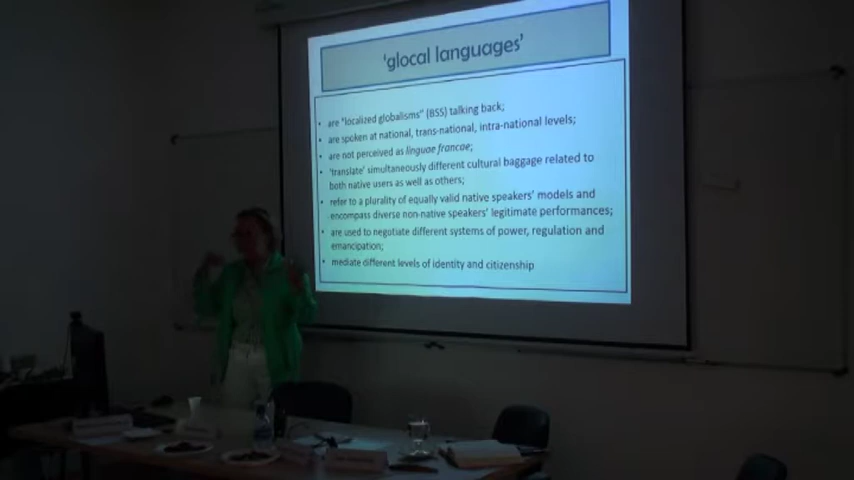 'glocal languages'
• are "localized globalisms" (BSS) talking back;
• are spoken at national, trans-national, intra-national levels;
• are not perceived as linguae francae;
• 'translate' simultaneously different cultural baggage related to
both native users as well as others;
• refer to a plurality of equally valid native speakers' models and
encompass diverse non-native speakers' legitimate performances;
• are used to negotiate different systems of power, regulation and
emancipation;
• mediate different levels of identity and citizenship